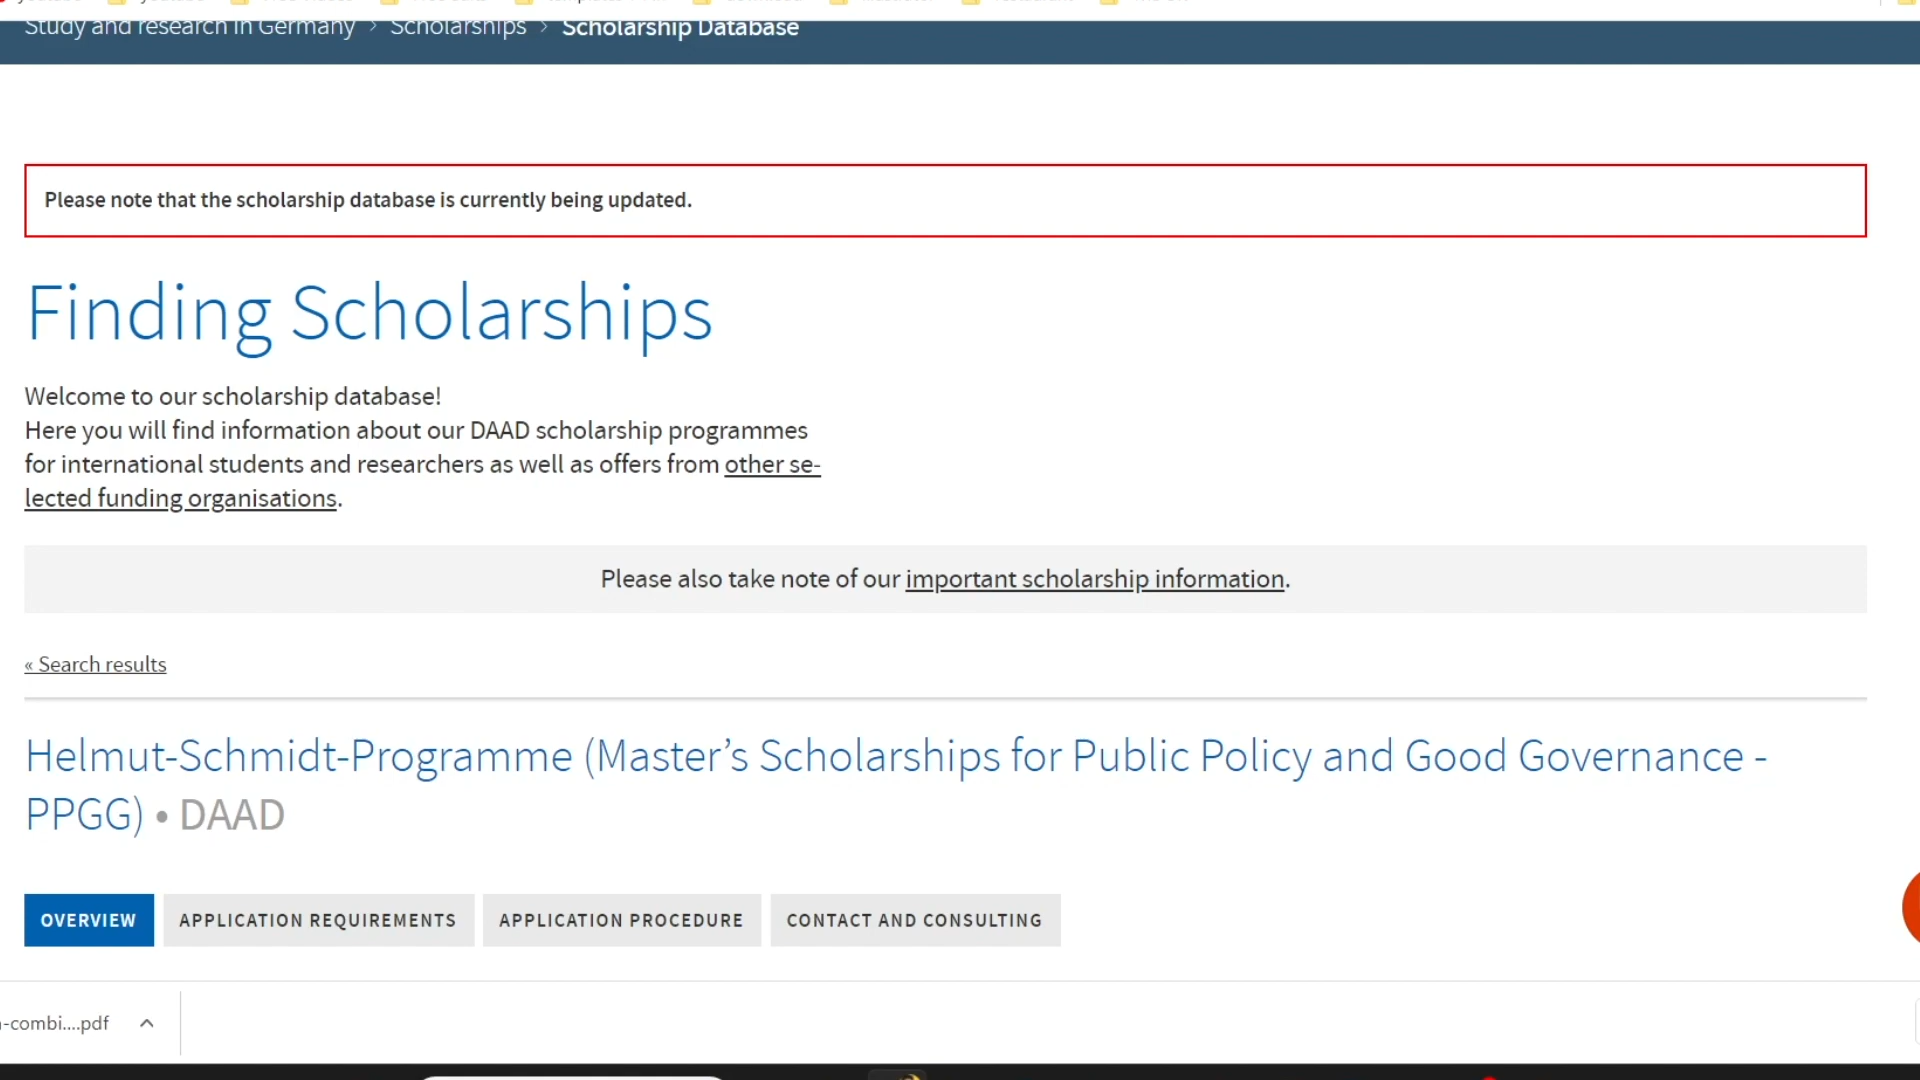 Study and research in Germany > Scholarships > Scholarship Database
Please note that the scholarship database is currently being updated.
Finding Scholarships
Welcome to our scholarship database!
Here you will find information about our DAAD scholarship programmes
for international students and researchers as well as offers from other se-
lected funding organisations.
Please also take note of our important scholarship information.
« Search results
Helmut-Schmidt-Programme (Master’s Scholarships for Public Policy and Good Governance -
PPGG) • DAAD
OVERVIEW APPLICATION REQUIREMENTS APPLICATION PROCEDURE CONTACT AND CONSULTING
-combi....pdf